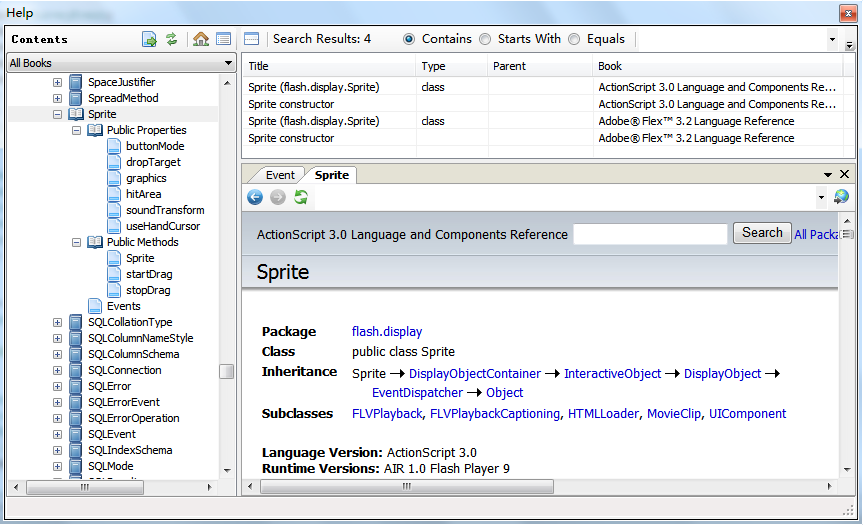 Help
Contents
All Books
SpaceJustifier
SpreadMethod
Sprite
Public Properties
buttonMode
dropTarget
graphics
hitArea
soundTransform
useHandCursor
Public Methods
Sprite
startDrag
stopDrag
Events
SQLCollationType
SQLColumnNameStyle
SQLColumnSchema
SQLConnection
SQLError
SQLErrorEvent
SQLErrorOperation
SQLEvent
SQLIndexSchema
SQLMode
Search Results: 4 Contains Starts With Equals
Title Type Parent Book
Sprite (flash.display.Sprite) class ActionScript 3.0 Language and Components Re...
Sprite constructor ActionScript 3.0 Language and Components Re...
Sprite (flash.display.Sprite) class Adobe® Flex™ 3.2 Language Reference
Sprite constructor Adobe® Flex™ 3.2 Language Reference
Event Sprite
ActionScript 3.0 Language and Components Reference Search All Packa
Sprite
Package flash.display
Class public class Sprite
Inheritance Sprite → DisplayObjectContainer → InteractiveObject → DisplayObject →
EventDispatcher → Object
Subclasses FLVPlayback, FLVPlaybackCaptioning, HTMLLoader, MovieClip, UIComponent
Language Version: ActionScript 3.0
Runtime Versions: AIR 1.0 Flash Player 9